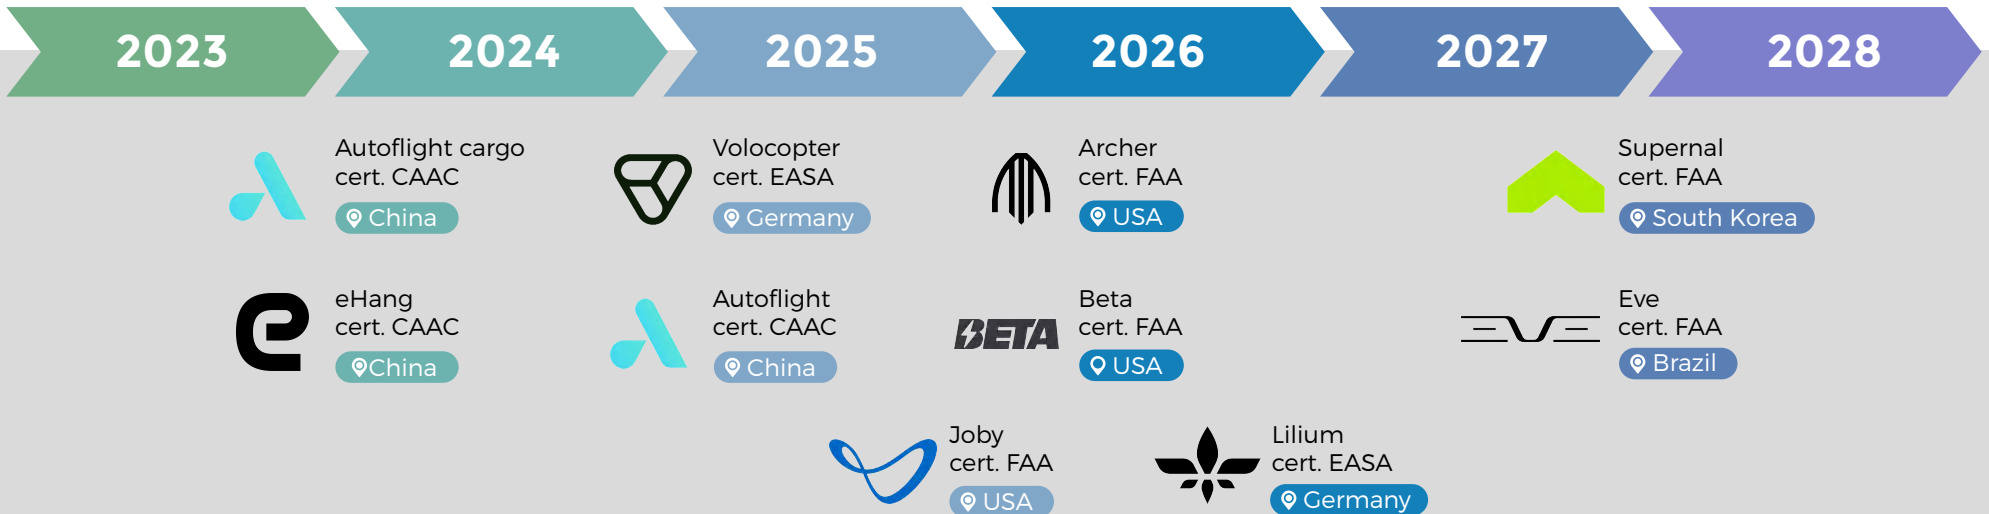 2023
2024
2025
2026
2027
2028
Autoflight cargo
cert. CAAC
China
Volocopter
cert. EASA
Germany
Archer
cert. FAA
USA
Supernal
cert. FAA
South Korea
eHang
cert. CAAC
China
Autoflight
cert. CAAC
China
BETA
Beta
cert. FAA
USA
EVE
Eve
cert. FAA
Brazil
Joby
cert. FAA
USA
Lilium
cert. EASA
Germany